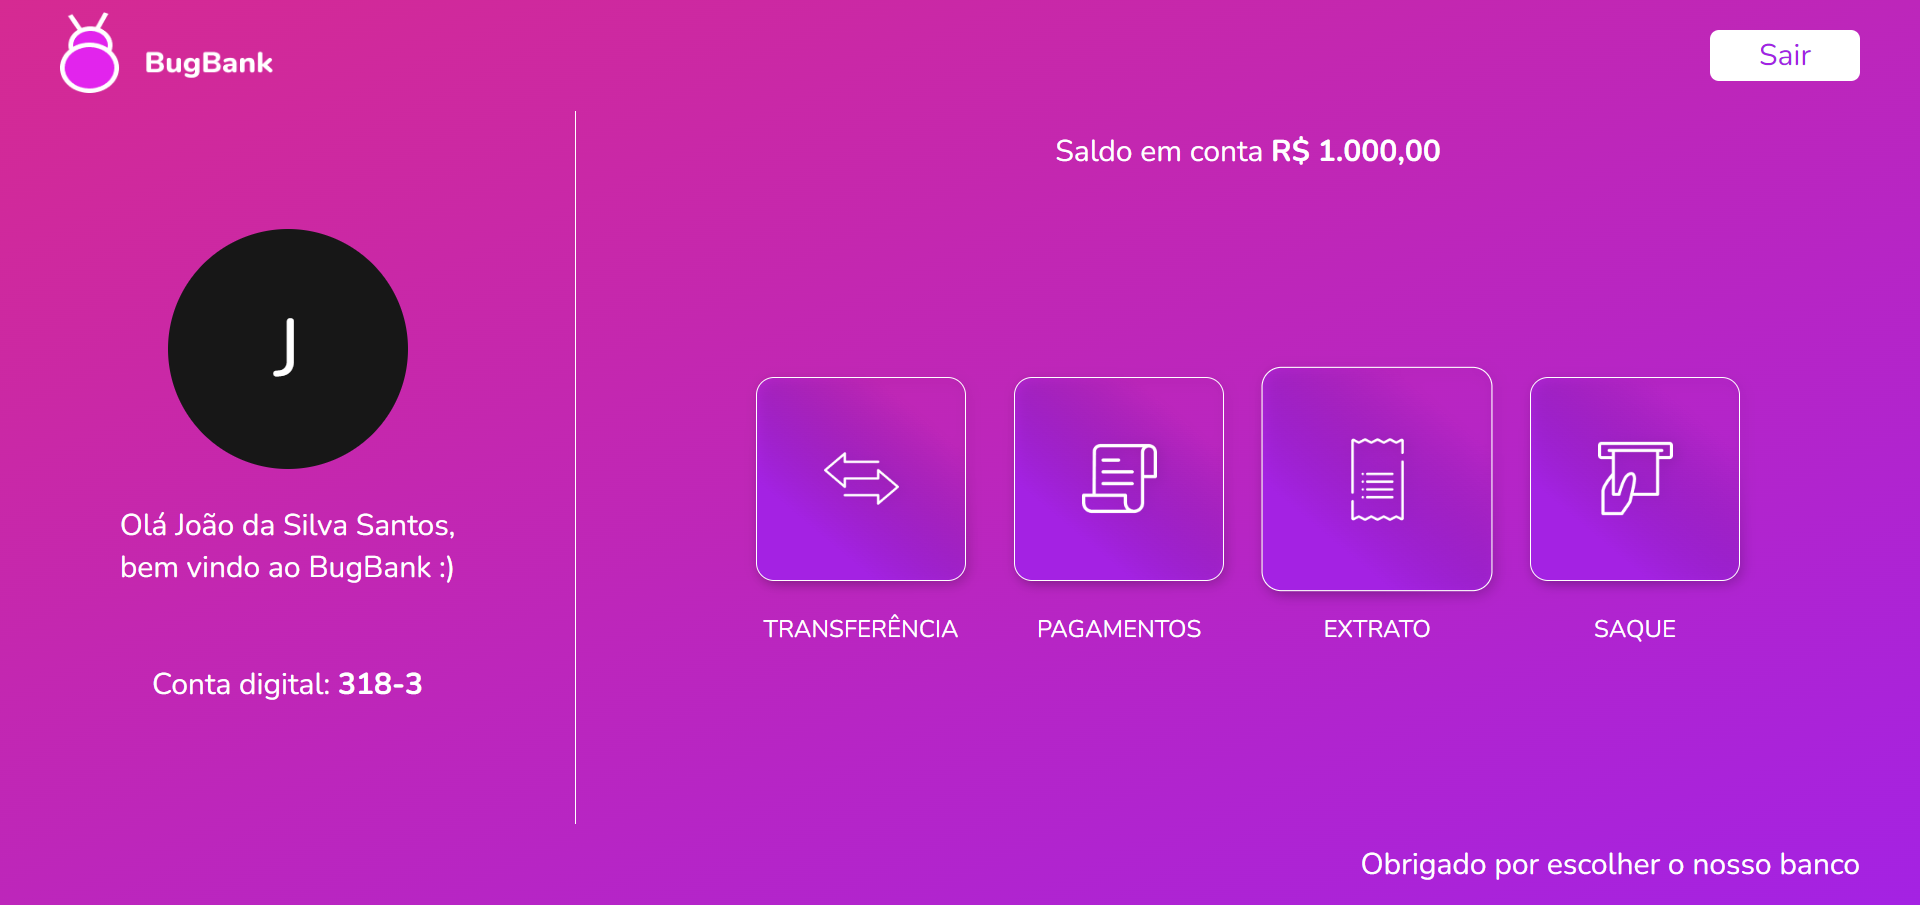 BugBank
Sair
Saldo em conta R$ 1.000,00
J
Olá João da Silva Santos,
bem vindo ao BugBank :)
Conta digital: 318-3
TRANSFERÊNCIA
PAGAMENTOS
EXTRATO
SAQUE
Obrigado por escolher o nosso banco